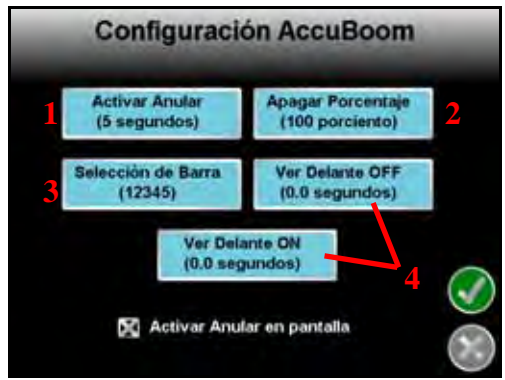 Configuración AccuBoom
1
Activar Anular
(5 segundos)
Apagar Porcentaje
(100 porciento)
2
3
Selección de Barra
(12345)
Ver Delante OFF
(0.0 segundos)
Ver Delante ON
(0.0 segundos)
4
Activar Anular en pantalla